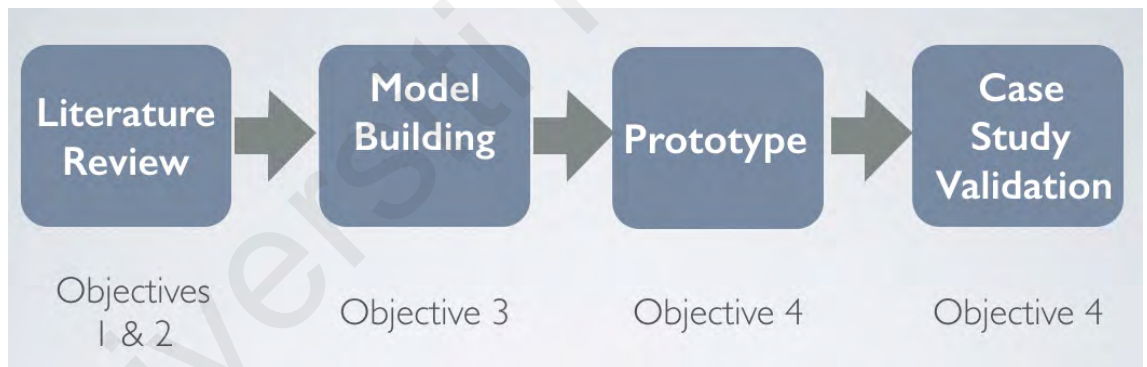 Literature
Review
Model
Building
Prototype
Case
Study
Validation
Objectives
1 & 2
Objective 3
Objective 4
Objective 4